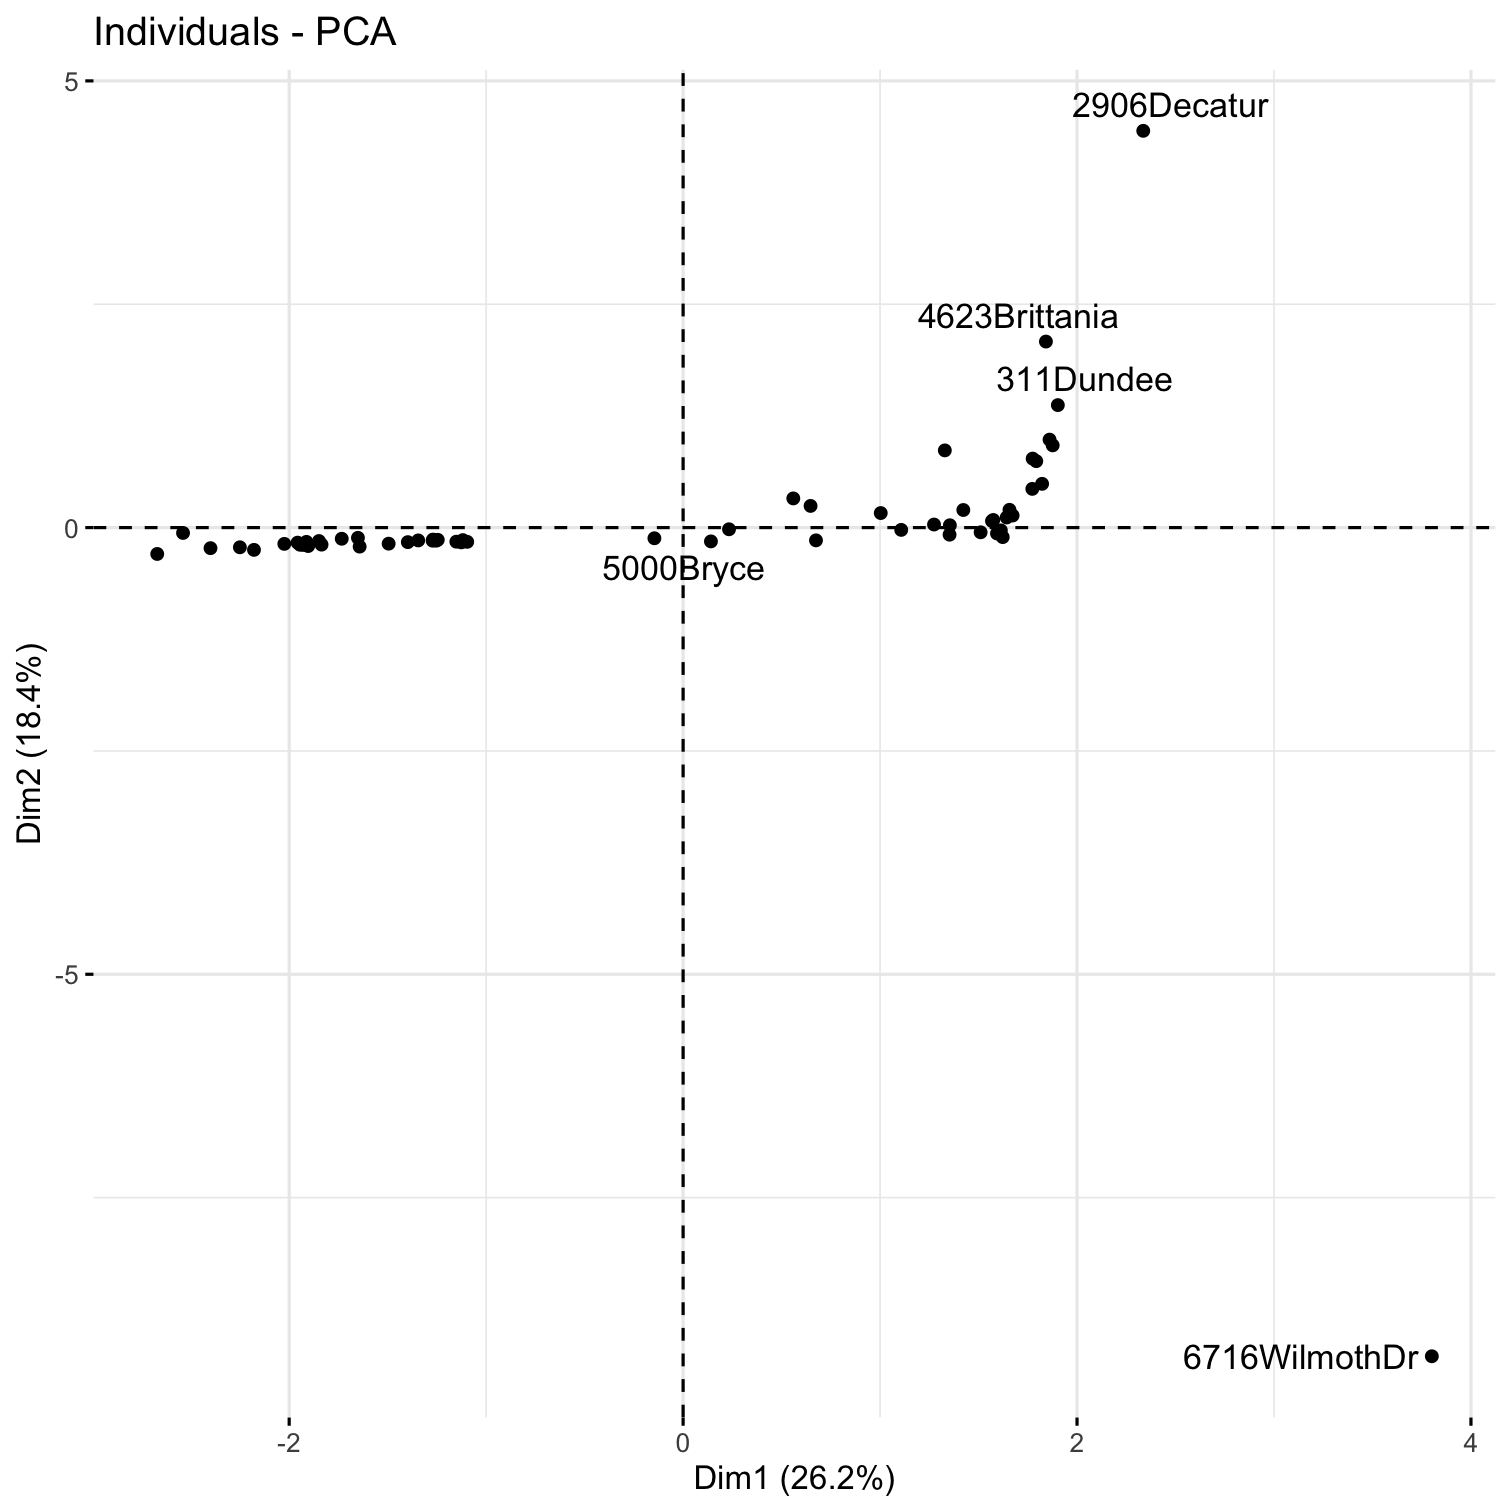 Individuals - PCA
5
2906Decatur
4623Brittania
311Dundee
0
5000Bryce
Dim2 (18.4%)
-5
6716WilmothDr
-2
0
2
4
Dim1 (26.2%)